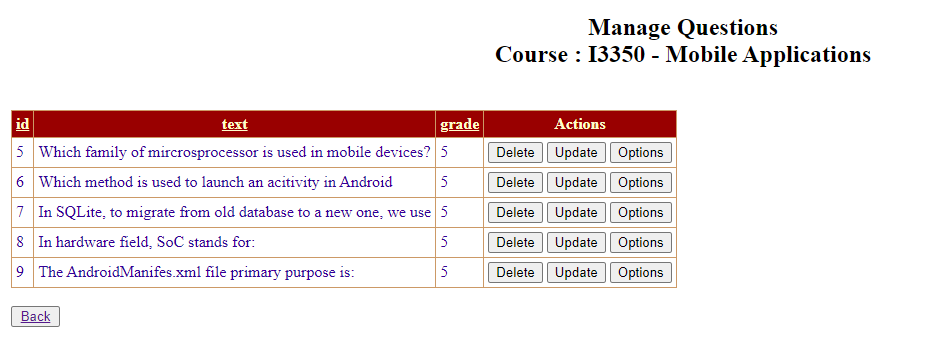 Manage Questions
Course : I3350 - Mobile Applications
id text grade Actions
5 Which family of mircrosprocessor is used in mobile devices? 5 Delete Update Options
6 Which method is used to launch an acitivity in Android 5 Delete Update Options
7 In SQLite, to migrate from old database to a new one, we use 5 Delete Update Options
8 In hardware field, SoC stands for: 5 Delete Update Options
9 The AndroidManifes.xml file primary purpose is: 5 Delete Update Options
Back